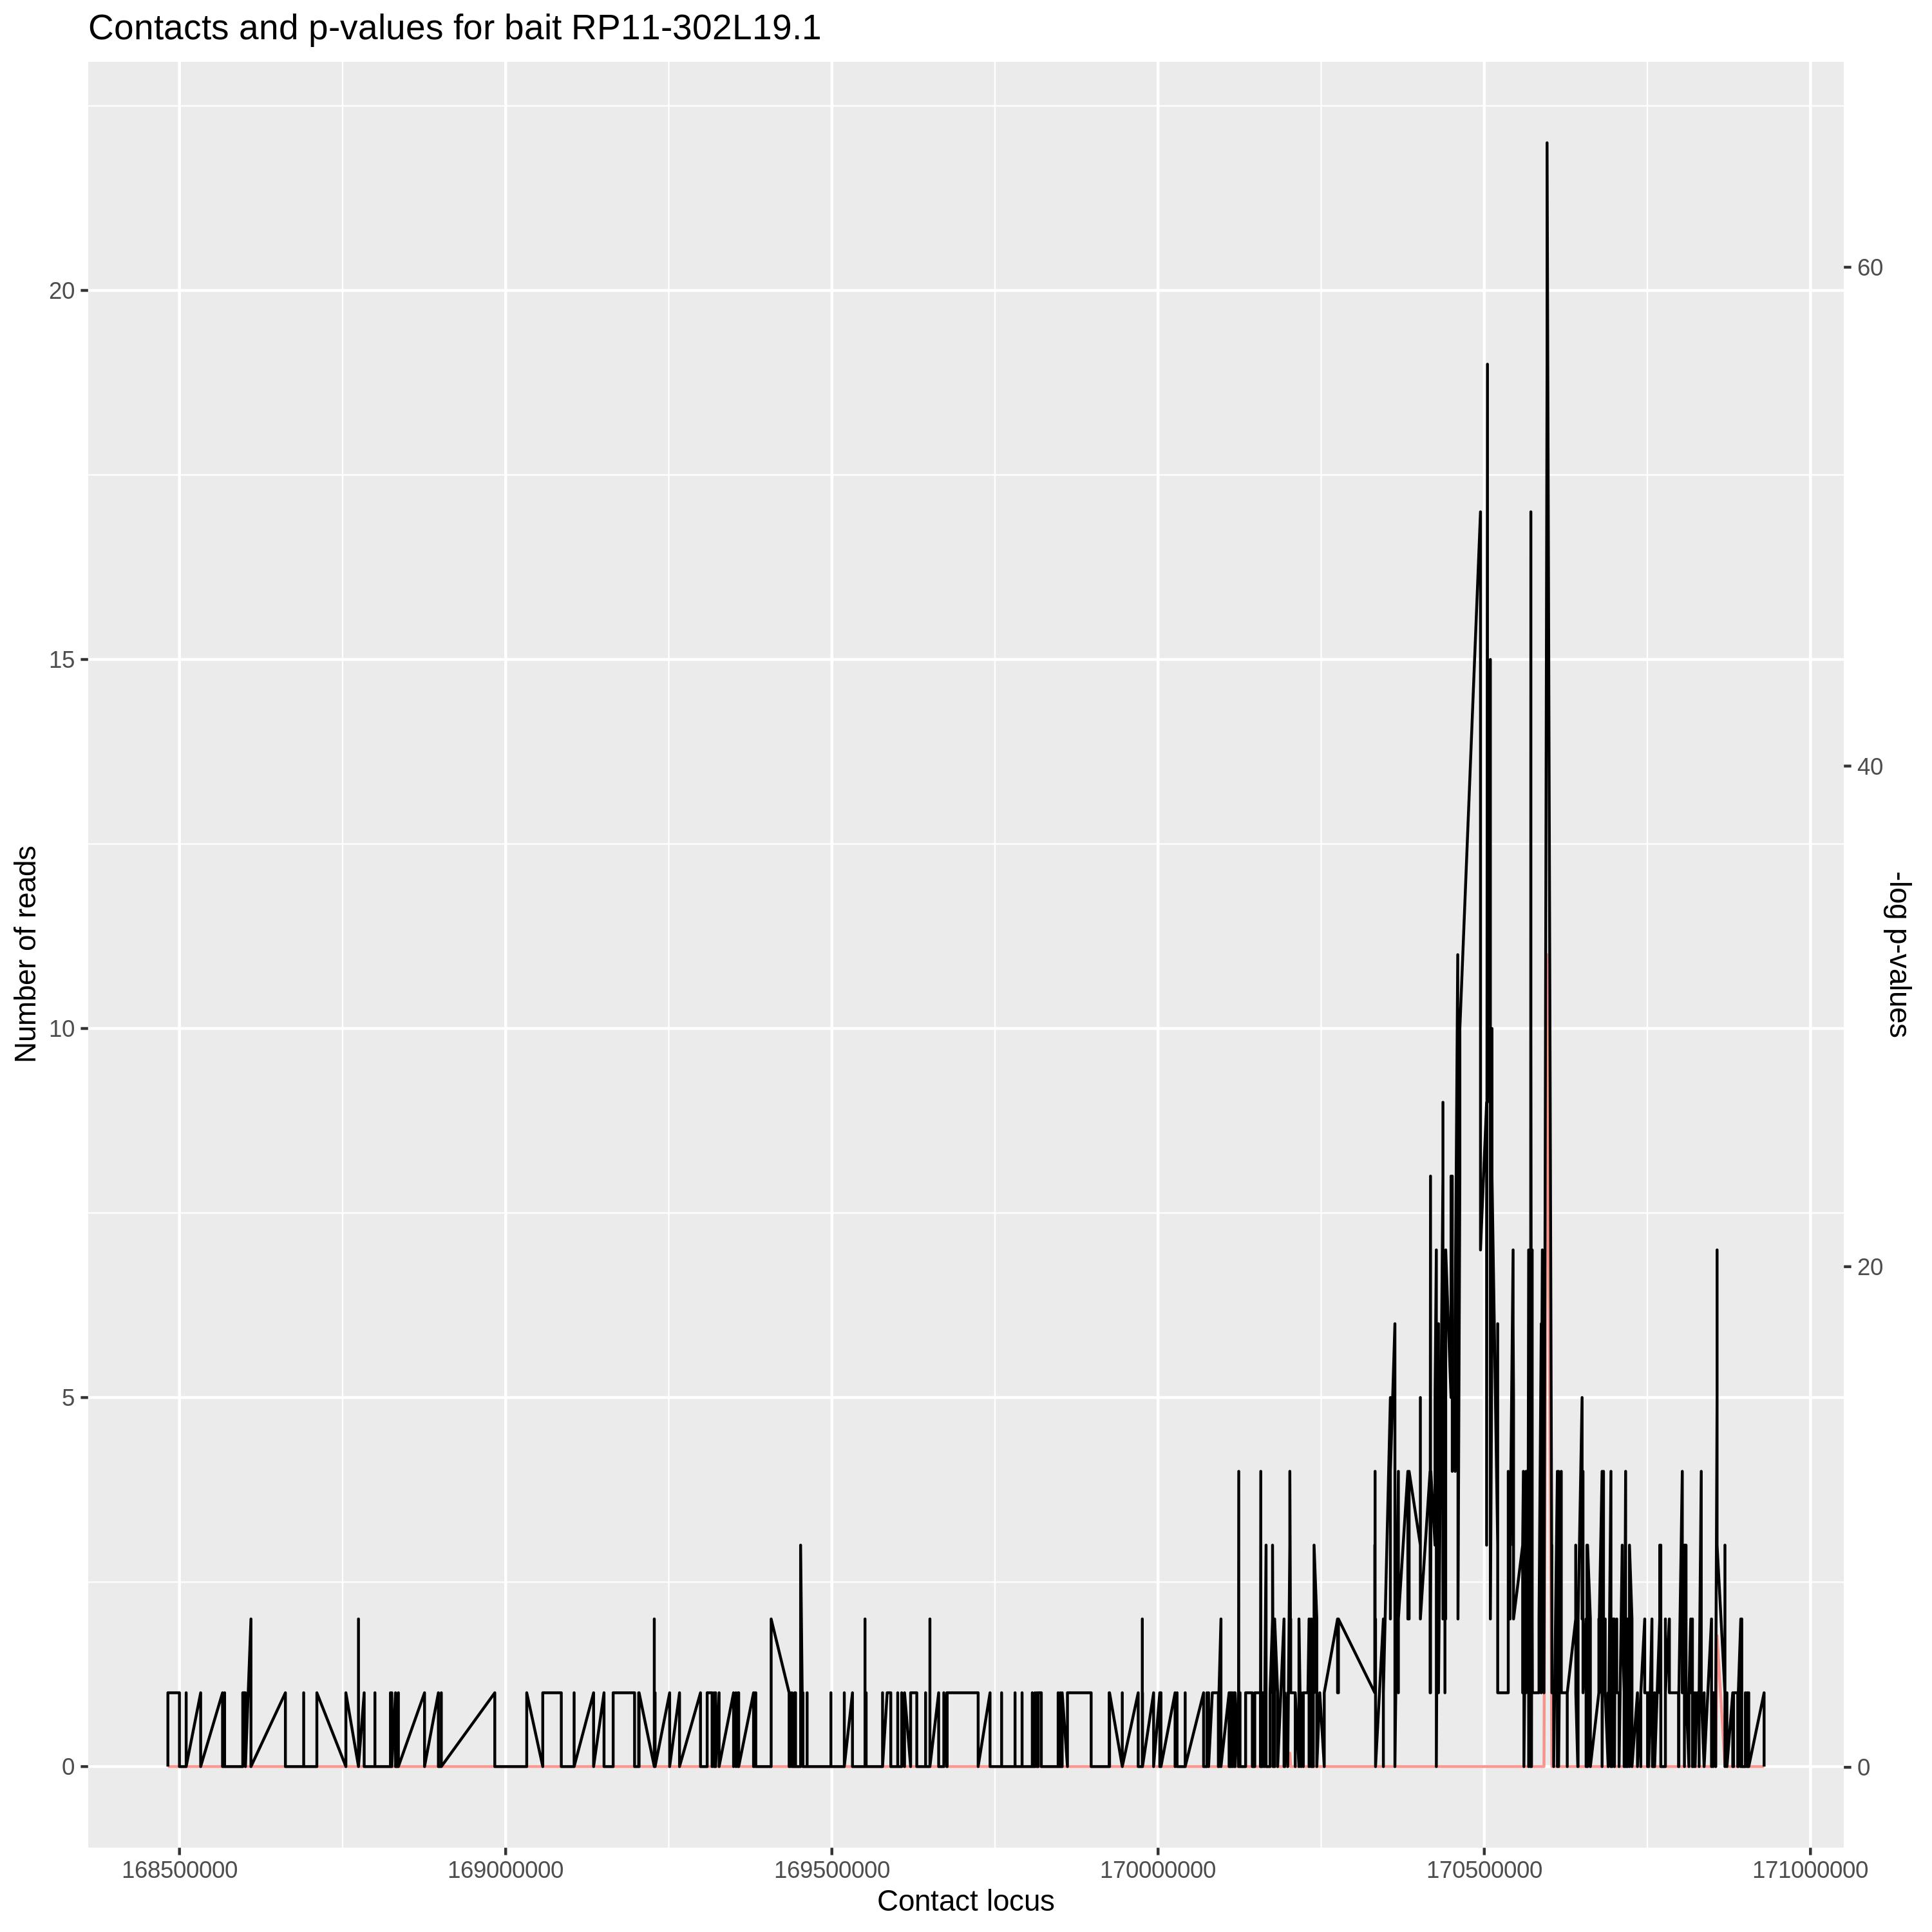 Contacts and p-values for bait RP11-302L19.1
20
15
10
5
0
Number of reads
60
40
20
0
-log p-values
168500000 169000000 169500000 170000000 170500000 171000000
Contact locus